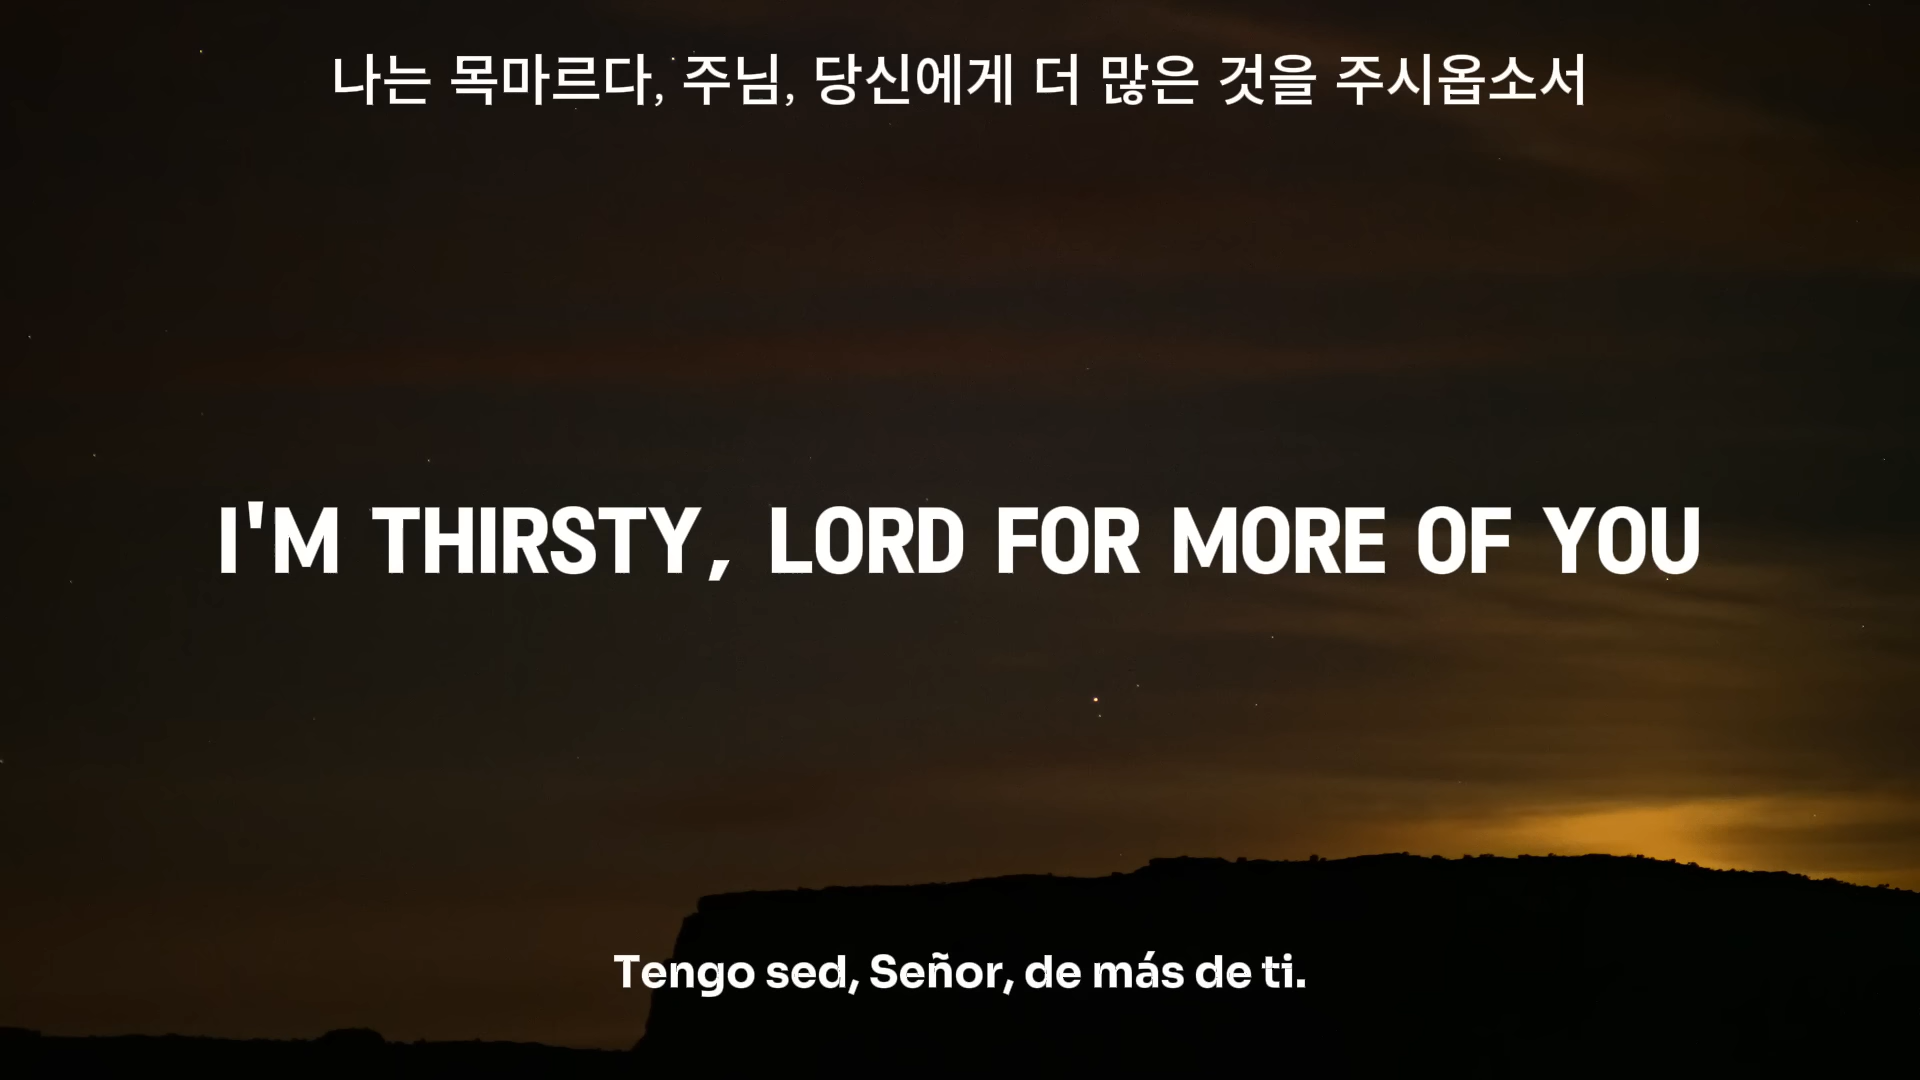 나는 목마르다, 주님, 당신에게 더 많은 것을 주시옵소서
I'M THIRSTY, LORD FOR MORE OF YOU
Tengo sed, Señor, de más de ti.